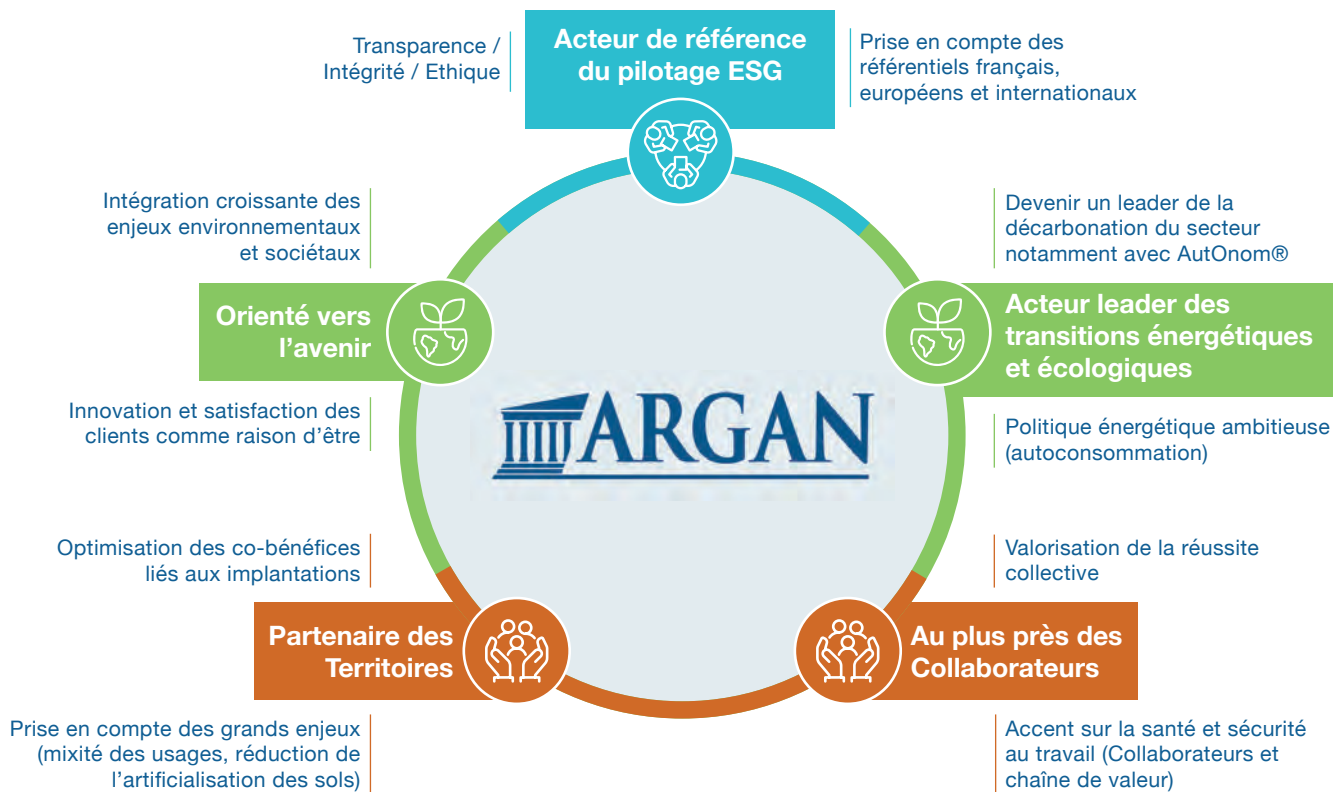 Transparence /
Intégrité / Ethique
Acteur de référence
du pilotage ESG
Prise en compte des
référentiels français,
européens et internationaux
Intégration croissante des
enjeux environnementaux
et sociétaux
Orienté vers
l’avenir
Innovation et satisfaction des
clients comme raison d’être
Devenir un leader de la
décarbonation du secteur
notamment avec AutOnom®
Acteur leader des
transitions énergétiques
et écologiques
Politique énergétique ambitieuse
(autoconsommation)
ARGAN
Optimisation des co-bénéfices
liés aux implantations
Partenaire des
Territoires
Prise en compte des grands enjeux
(mixité des usages, réduction de
l’artificialisation des sols)
Valorisation de la réussite
collective
Au plus près des
Collaborateurs
Accent sur la santé et sécurité
au travail (Collaborateurs et
chaîne de valeur)